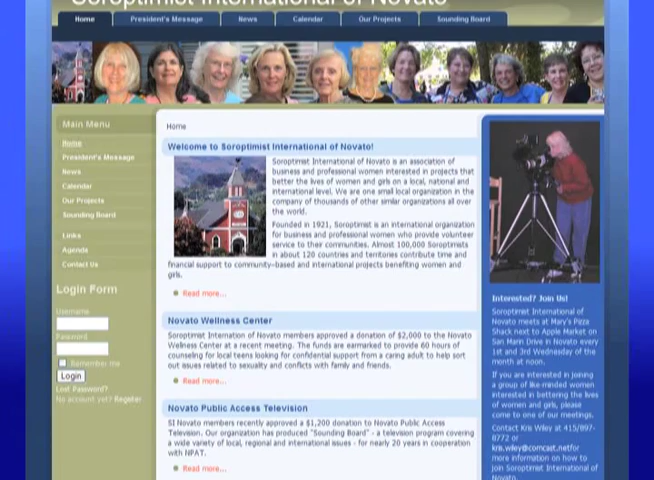 Soroptimist International of Novato
Home
President's Message
News
Calendar
Our Projects
Sounding Board
Main Menu
Home
President's Message
News
Calendar
Our Projects
Sounding Board
Links
Agenda
Contact Us
Login Form
Username
Password
Remember me
Login
Lost Password?
No account yet? Register
Home
Welcome to Soroptimist International of Novato!
Soroptimist International of Novato is an association of
business and professional women interested in projects that
better the lives of women and girls on a local, national and
international level. We are one small local organization in the
company of thousands of other similar organizations all over
the world.
Founded in 1921, Soroptimist is an international organization
for business and professional women who provide volunteer
service to their communities. Almost 100,000 Soroptimists
in about 120 countries and territories contribute time and
financial support to community-based and international projects benefiting women and
girls.
Read more...
Novato Wellness Center
Soroptimist Internation of Novato members approved a donation of $2,000 to the Novato
Wellness Center at a recent meeting. The funds are earmarked to provide 60 hours of
counseling for local teens looking for confidential support from a caring adult to help sort
out issues related to sexuality and conflicts with family and friends.
Read more...
Novato Public Access Television
SI Novato members recently approved a $1,200 donation to Novato Public Access
Television. Our organization has produced "Sounding Board" - a television program covering
a wide variety of local, regional and international issues - for nearly 20 years in cooperation
with NPAT.
Read more...
Interested? Join Us!
Soroptimist International of
Novato meets at Mary's Pizza
Shack next to Apple Market on
San Marin Drive in Novato every
1st and 3rd Wednesday of the
month at noon.
If you are interested in joining
a group of like-minded women
interested in bettering the lives
of women and girls, please
come to one of our meetings.
Contact Kris Wiley at 415/897-
8772 or
kris.wiley@comcast.netfor
more information on how to
join Soroptimist International of
Novato.